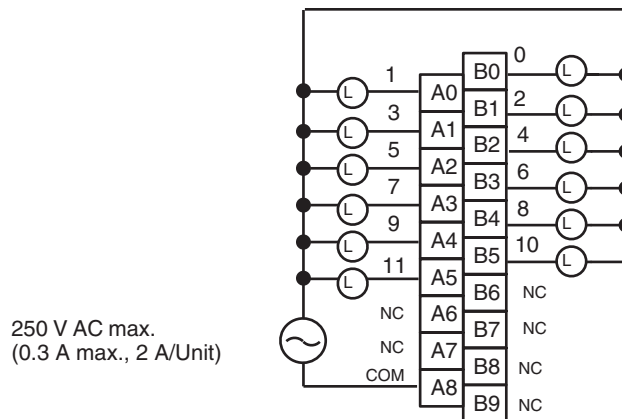 0
B0
1
L
L
A0
2
B1
3
L
L
A1
4
B2
5
L
L
A2
6
B3
7
L
L
A3
8
B4
9
L
L
A4
10
B5
11
L
L
A5
B6
NC
NC
A6
B7
NC
250 V AC max.
(0.3 A max., 2 A/Unit)
NC
A7
B8
NC
COM
A8
B9
NC